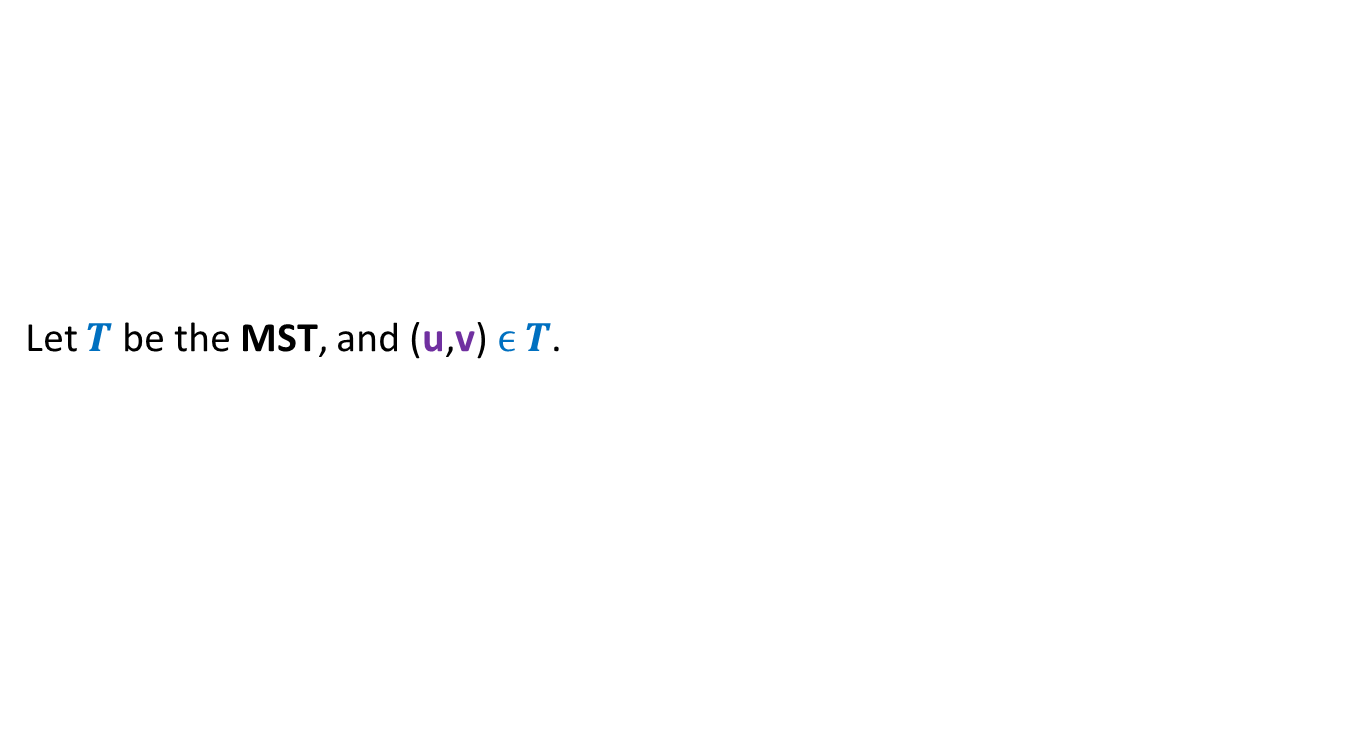 Let T be the MST, and (u,v) ϵ T.